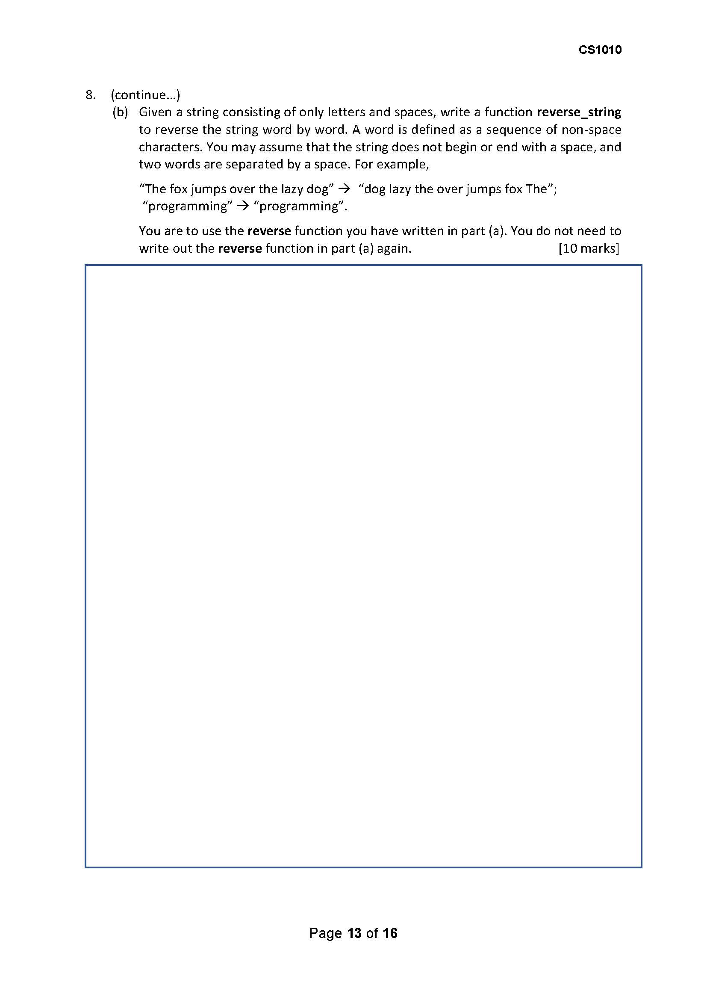 CS1010
8. (continue…)
(b) Given a string consisting of only letters and spaces, write a function reverse_string
to reverse the string word by word. A word is defined as a sequence of non-space
characters. You may assume that the string does not begin or end with a space, and
two words are separated by a space. For example,
“The fox jumps over the lazy dog” → “dog lazy the over jumps fox The”;
“programming” → “programming”.
You are to use the reverse function you have written in part (a). You do not need to
write out the reverse function in part (a) again. [10 marks]
Page 13 of 16